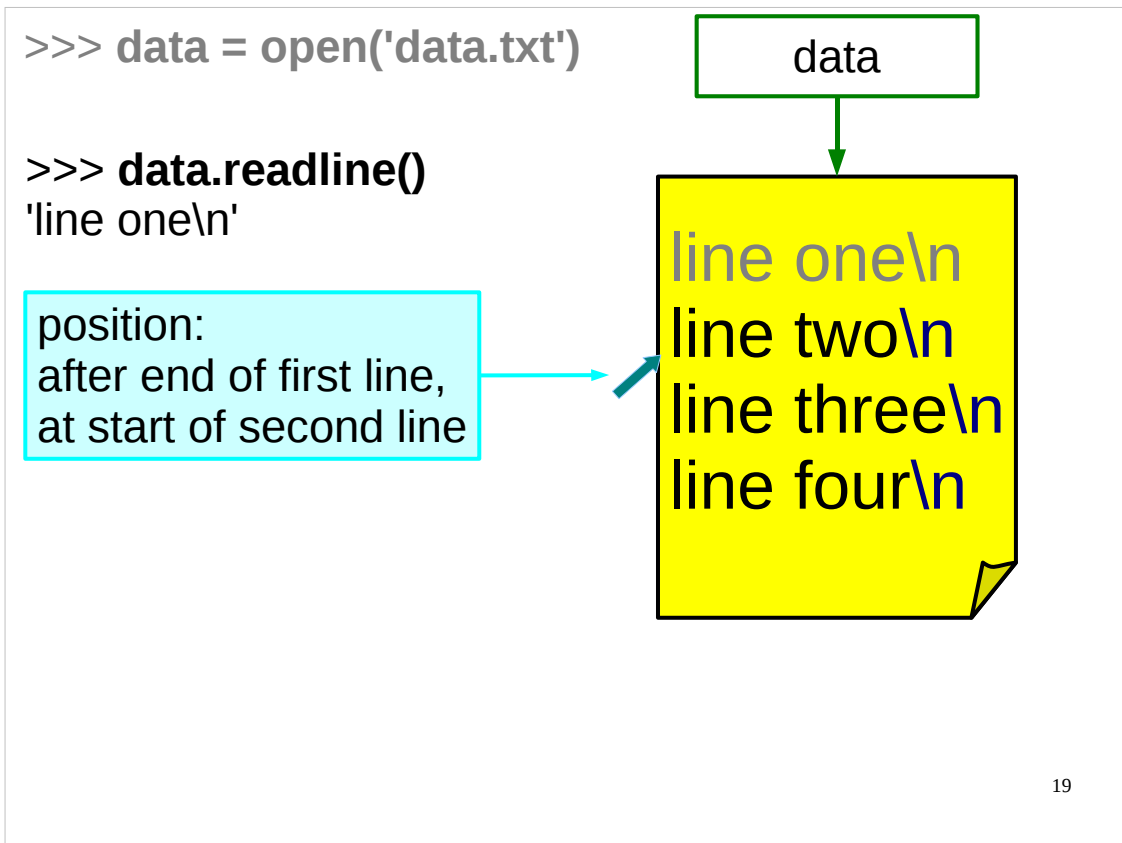 >>> data = open('data.txt')
data
>>> data.readline()
'line one\n'
position:
after end of first line,
at start of second line
line one\n
line two\n
line three\n
line four\n
19